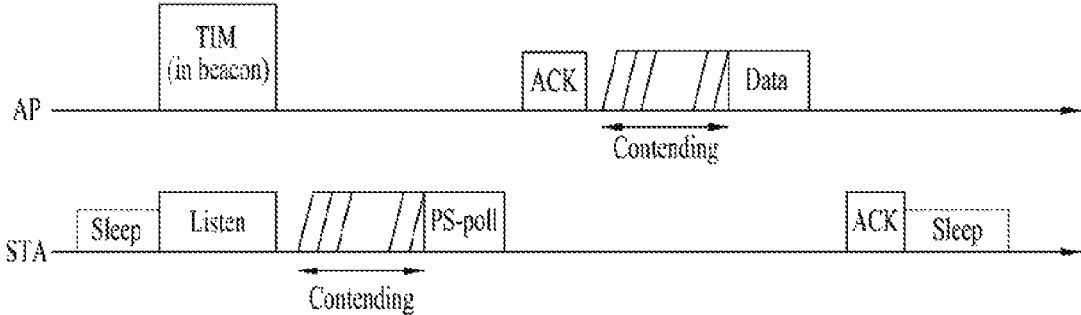 TIM
(in beacon)
ACK
Data
AP
Contending
Sleep
Listen
PS-poll
ACK
Sleep
STA
Contending